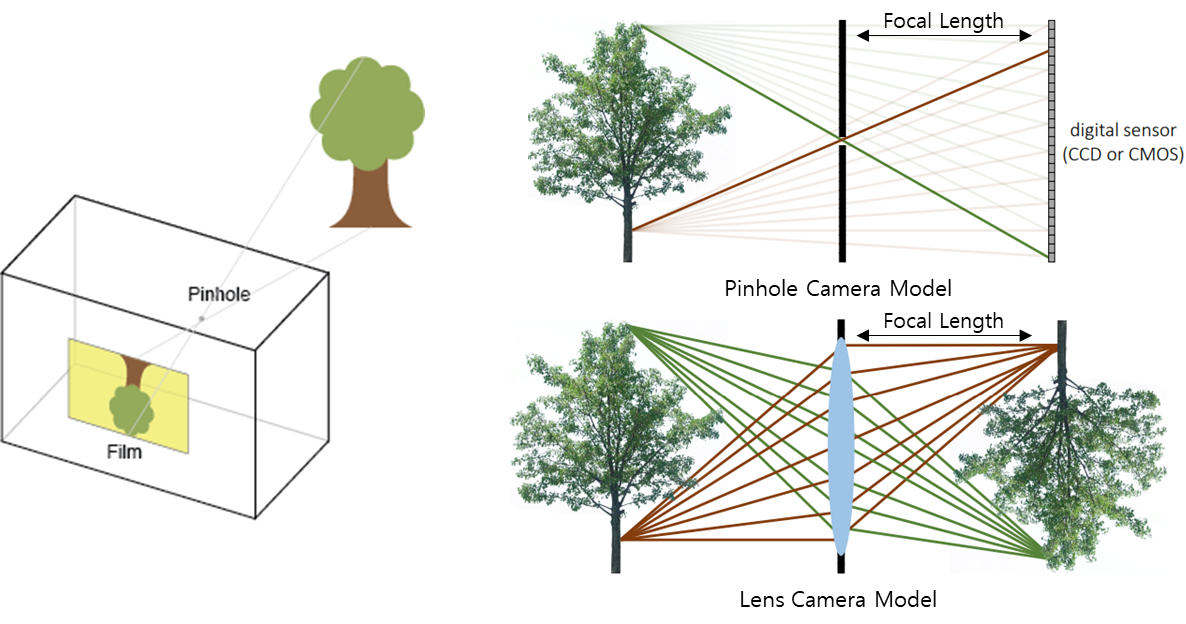 Pinhole
Film
Focal Length
digital sensor
(CCD or CMOS)
Pinhole Camera Model
Focal Length
Lens Camera Model